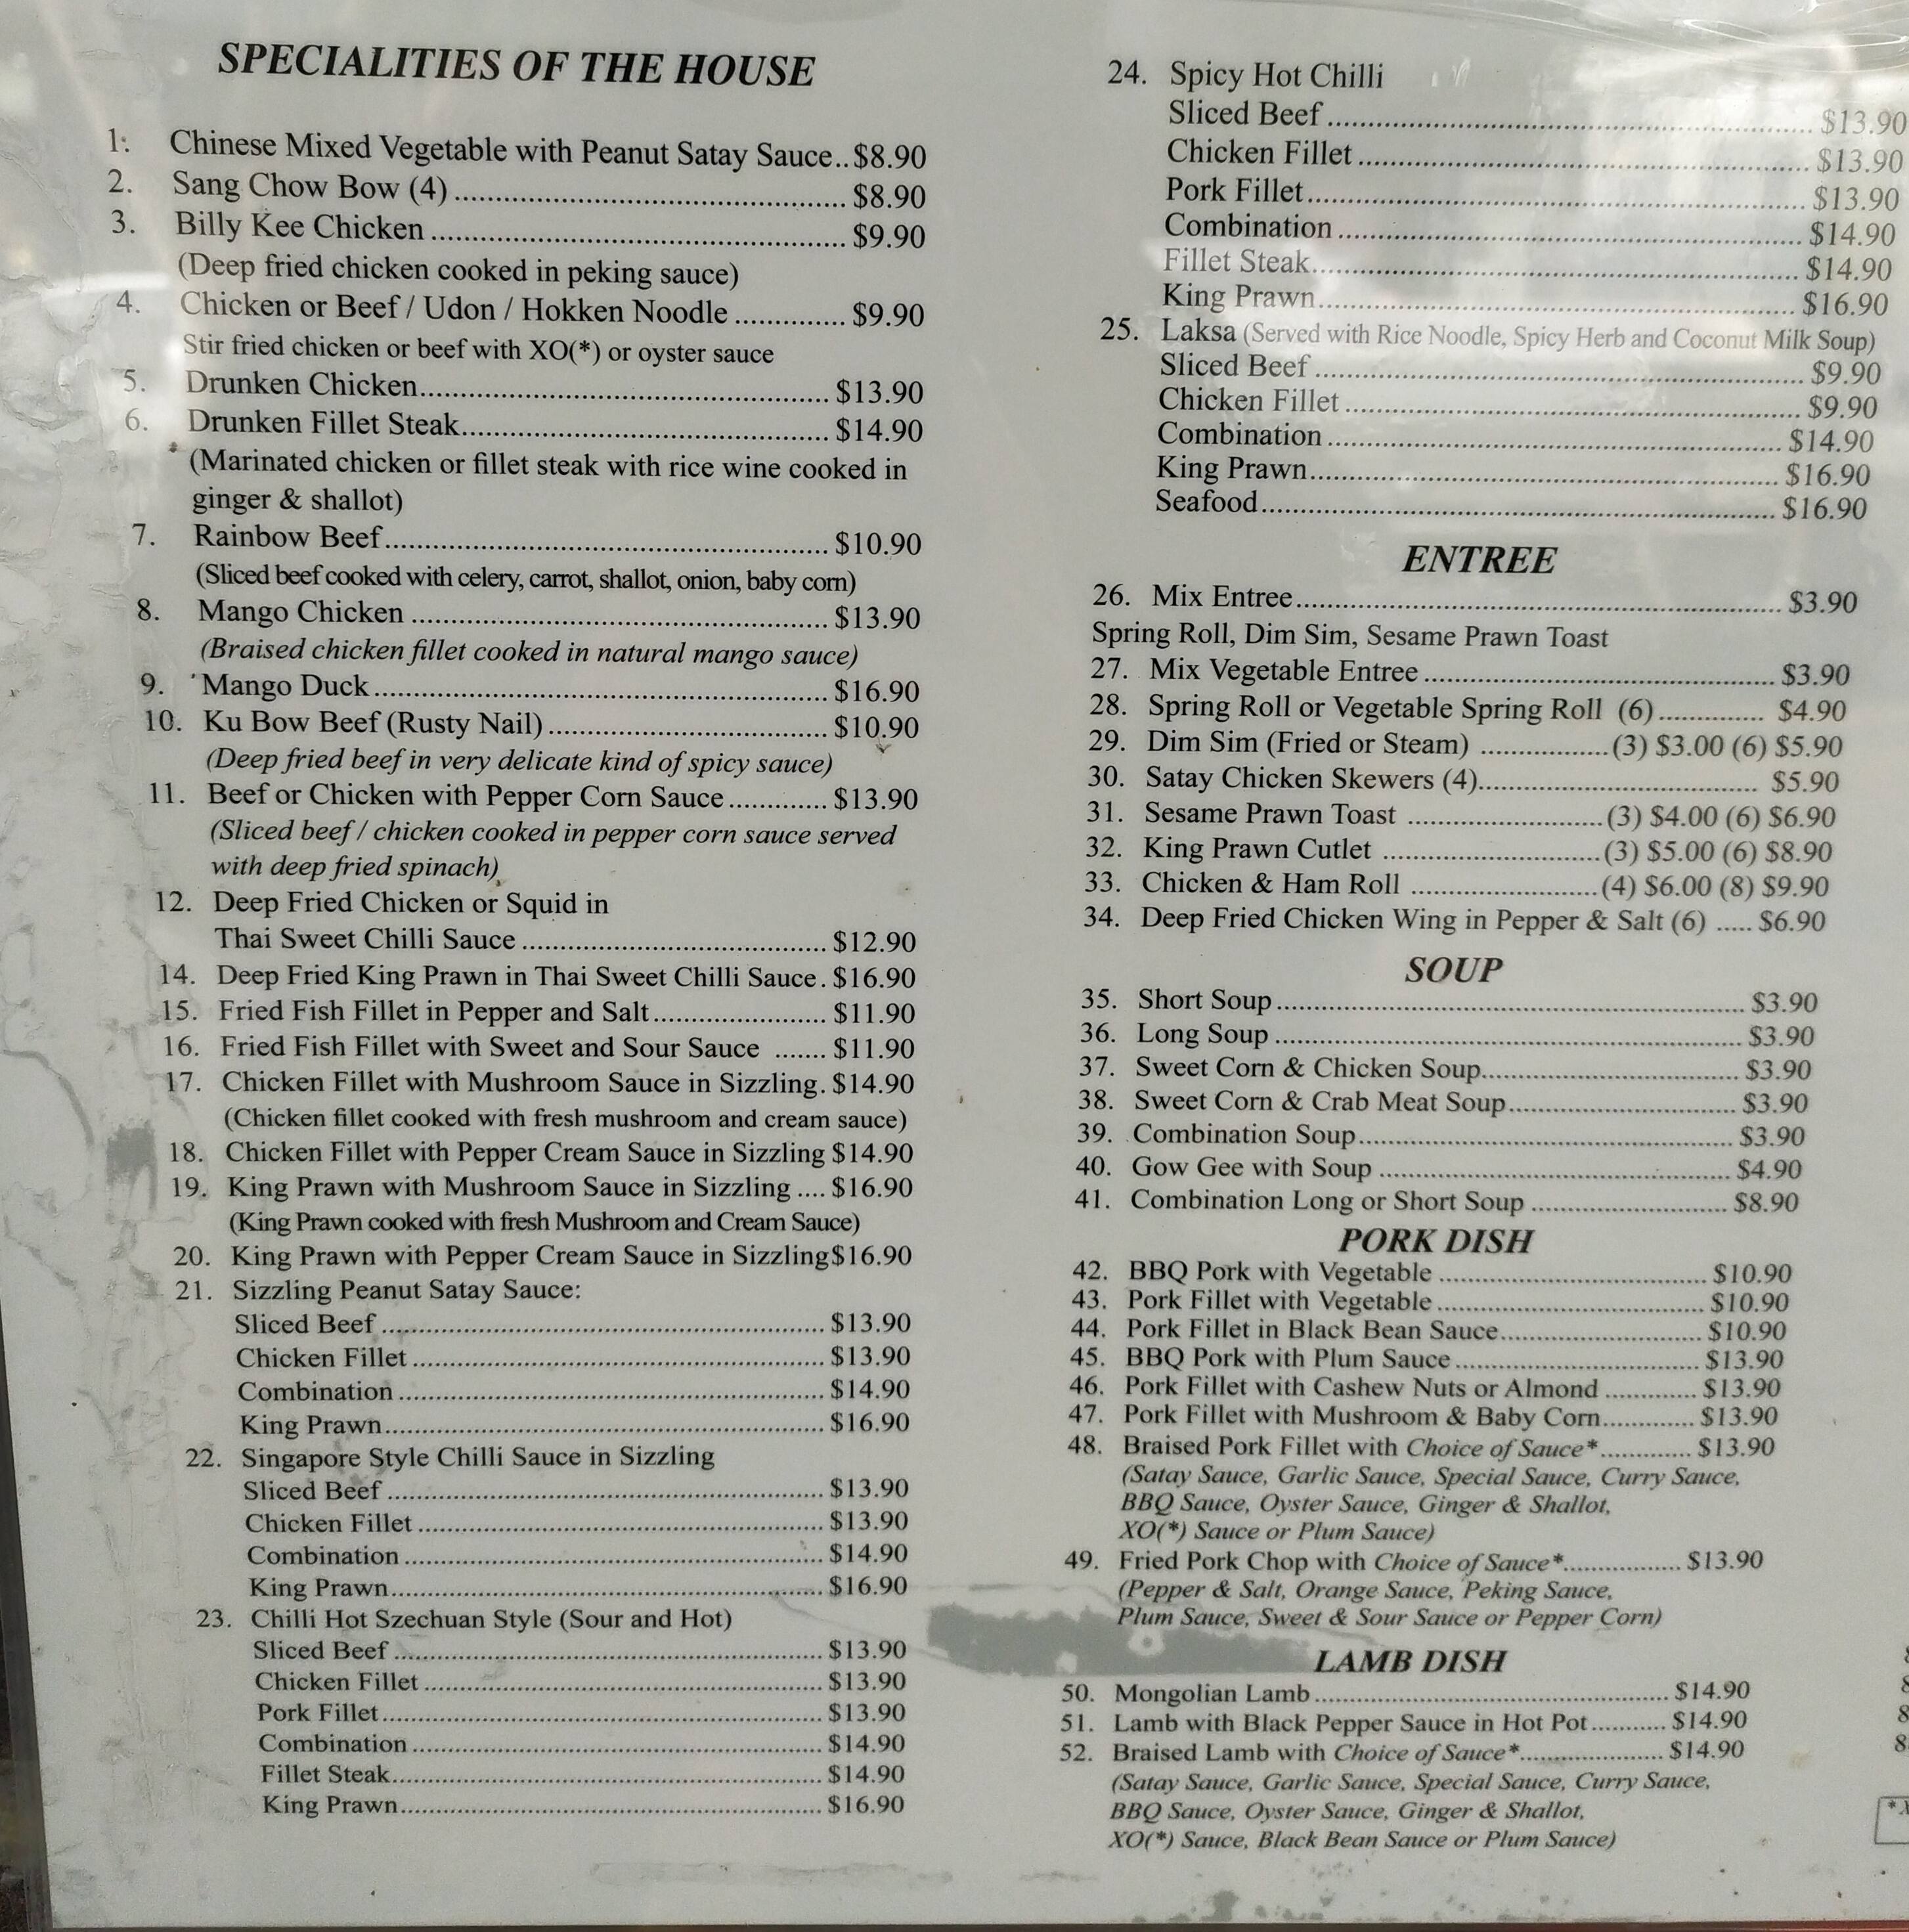 SPECIALITIES OF THE HOUSE
1. Chinese Mixed Vegetable with Peanut Satay Sauce..$8.90
2. Sang Chow Bow (4) ........ $8.90
3. Billy Kee Chicken ........ $9.90
(Deep fried chicken cooked in peking sauce)
4. Chicken or Beef / Udon / Hokken Noodle ........ $9.90
Stir fried chicken or beef with XO(*) or oyster sauce
5. Drunken Chicken........ $13.90
6. Drunken Fillet Steak........ $14.90
(Marinated chicken or fillet steak with rice wine cooked in
ginger & shallot)
7. Rainbow Beef........ $10.90
(Sliced beef cooked with celery, carrot, shallot, onion, baby corn)
8. Mango Chicken ........ $13.90
(Braised chicken fillet cooked in natural mango sauce)
9. Mango Duck........ $16.90
10. Ku Bow Beef (Rusty Nail)........ $10.90
(Deep fried beef in very delicate kind of spicy sauce)
11. Beef or Chicken with Pepper Corn Sauce........ $13.90
(Sliced beef / chicken cooked in pepper corn sauce served
with deep fried spinach)
12. Deep Fried Chicken or Squid in
Thai Sweet Chilli Sauce ........ $12.90
14. Deep Fried King Prawn in Thai Sweet Chilli Sauce. $16.90
15. Fried Fish Fillet in Pepper and Salt........ $11.90
16. Fried Fish Fillet with Sweet and Sour Sauce ....... $11.90
17. Chicken Fillet with Mushroom Sauce in Sizzling. $14.90
(Chicken fillet cooked with fresh mushroom and cream sauce)
18. Chicken Fillet with Pepper Cream Sauce in Sizzling $14.90
19. King Prawn with Mushroom Sauce in Sizzling .... $16.90
(King Prawn cooked with fresh Mushroom and Cream Sauce)
20. King Prawn with Pepper Cream Sauce in Sizzling$16.90
21. Sizzling Peanut Satay Sauce:
Sliced Beef ........ $13.90
Chicken Fillet ........ $13.90
Combination ........ $14.90
King Prawn........ $16.90
22. Singapore Style Chilli Sauce in Sizzling
Sliced Beef ........ $13.90
Chicken Fillet ........ $13.90
Combination ........ $14.90
King Prawn........ $16.90
23. Chilli Hot Szechuan Style (Sour and Hot)
Sliced Beef ........ $13.90
Chicken Fillet ........ $13.90
Pork Fillet........ $13.90
Combination ........ $14.90
Fillet Steak........ $14.90
King Prawn........ $16.90
24. Spicy Hot Chilli
Sliced Beef ........ $13.90
Chicken Fillet ........ $13.90
Pork Fillet........ $13.90
Combination ........ $14.90
Fillet Steak........ $14.90
King Prawn........ $16.90
25. Laksa (Served with Rice Noodle, Spicy Herb and Coconut Milk Soup)
Sliced Beef ........ $9.90
Chicken Fillet ........ $9.90
Combination ........ $14.90
King Prawn........ $16.90
Seafood........ $16.90
ENTREE
26. Mix Entree........ $3.90
Spring Roll, Dim Sim, Sesame Prawn Toast
27. Mix Vegetable Entree ........ $3.90
28. Spring Roll or Vegetable Spring Roll (6) ........ $4.90
29. Dim Sim (Fried or Steam) ........(3) $3.00 (6) $5.90
30. Satay Chicken Skewers (4)........ $5.90
31. Sesame Prawn Toast ........(3) $4.00 (6) $6.90
32. King Prawn Cutlet ........(3) $5.00 (6) $8.90
33. Chicken & Ham Roll ........(4) $6.00 (8) $9.90
34. Deep Fried Chicken Wing in Pepper & Salt (6) ..... $6.90
SOUP
35. Short Soup........ $3.90
36. Long Soup ........ $3.90
37. Sweet Corn & Chicken Soup........ $3.90
38. Sweet Corn & Crab Meat Soup........ $3.90
39. Combination Soup........ $3.90
40. Gow Gee with Soup ........ $4.90
41. Combination Long or Short Soup ........ $8.90
PORK DISH
42. BBQ Pork with Vegetable ........ $10.90
43. Pork Fillet with Vegetable ........ $10.90
44. Pork Fillet in Black Bean Sauce........ $10.90
45. BBQ Pork with Plum Sauce ........ $13.90
46. Pork Fillet with Cashew Nuts or Almond ........ $13.90
47. Pork Fillet with Mushroom & Baby Corn........ $13.90
48. Braised Pork Fillet with Choice of Sauce*........ $13.90
(Satay Sauce, Garlic Sauce, Special Sauce, Curry Sauce,
BBQ Sauce, Oyster Sauce, Ginger & Shallot,
XO(*) Sauce or Plum Sauce)
49. Fried Pork Chop with Choice of Sauce*........ $13.90
(Pepper & Salt, Orange Sauce, Peking Sauce,
Plum Sauce, Sweet & Sour Sauce or Pepper Corn)
LAMB DISH
50. Mongolian Lamb ........ $14.90
51. Lamb with Black Pepper Sauce in Hot Pot........ $14.90
52. Braised Lamb with Choice of Sauce*........ $14.90
(Satay Sauce, Garlic Sauce, Special Sauce, Curry Sauce,
BBQ Sauce, Oyster Sauce, Ginger & Shallot,
XO(*) Sauce, Black Bean Sauce or Plum Sauce)